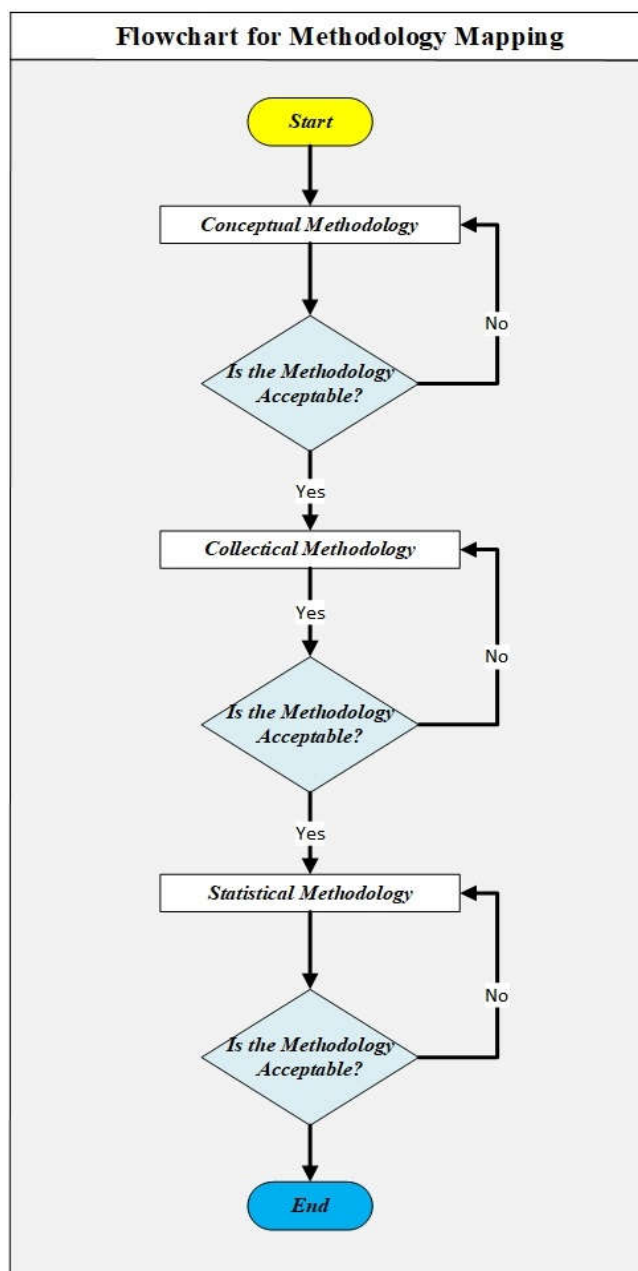 Flowchart for Methodology Mapping
Start
Conceptual Methodology
No
Is the Methodology
Acceptable?
Yes
Collectical Methodology
Yes
No
Is the Methodology
Acceptable?
Yes
Statistical Methodology
No
Is the Methodology
Acceptable?
End